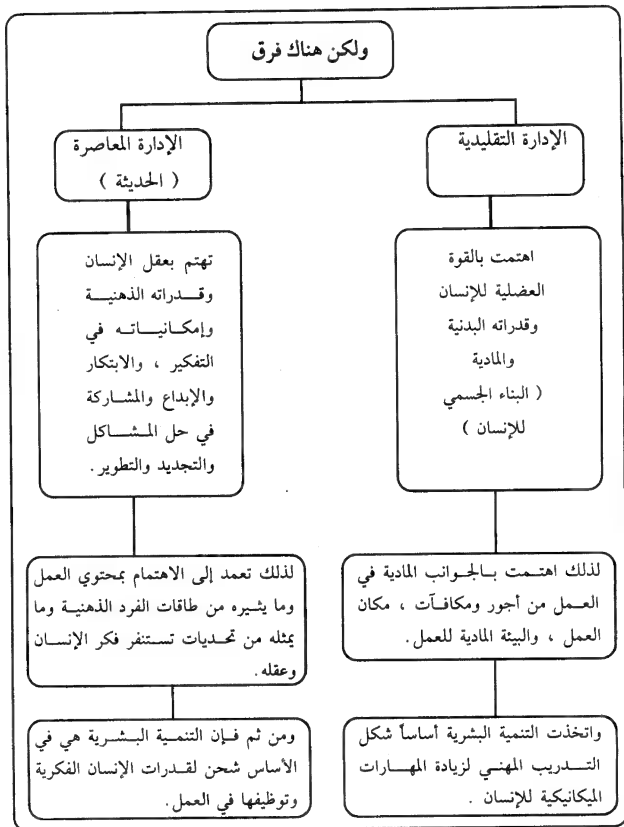 ولكن هناك فرق
الإدارة التقليدية
اهتمت بالقوة
العضلية للإنسان
وقدراته البدنية
والمادية
( البناء الجسمي
للإنسان )
لذلك اهتمت بالجوانب المادية في
العمل من أجور ومكافآت ، مكان
العمل ، والبيئة المادية للعمل.
واتخذت التنمية البشرية أساساً شكل
التدريب المهني لزيادة المهارات
الميكانيكية للإنسان .
الإدارة المعاصرة
( الحديثة )
تهتم بعقل الإنسان
وقدراته الذهنية
وإمكانياته في
التفكير ، والابتكار
والإبداع والمشاركة
في حل المشاكل
والتجديد والتطوير.
لذلك تعمد إلى الاهتمام بمحتوي العمل
وما يثيره من طاقات الفرد الذهنية وما
يمثله من تحديات تستنفر فكر الإنسان
وعقله.
ومن ثم فإن التنمية البشرية هي في
الأساس شحن لقدرات الإنسان الفكرية
وتوظيفها في العمل.